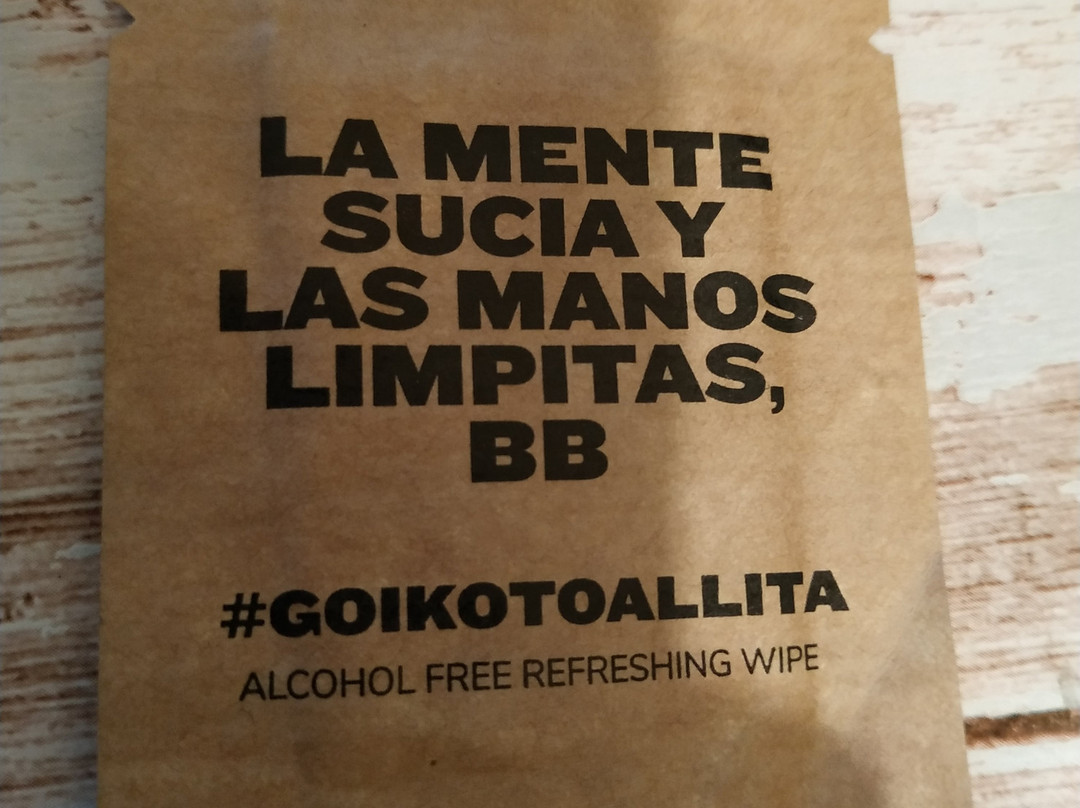 LA MENTE
SUCIA Y
LAS MANOS
LIMPITAS,
BB
#GOIKOTOALLITA
ALCOHOL FREE REFRESHING WIPE